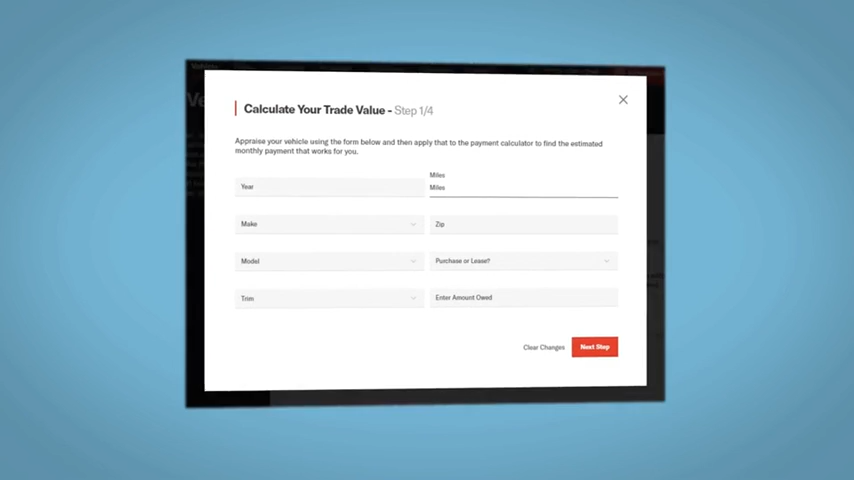 Calculate Your Trade Value - Step 1/4
Appraise your vehicle using the form below and then apply that to the payment calculator to find the estimated
monthly payment that works for you.
Miles
Year
Miles
Make
Zip
Model
Purchase or Lease?
Trim
Enter Amount Owed
Clear Changes
Next Step